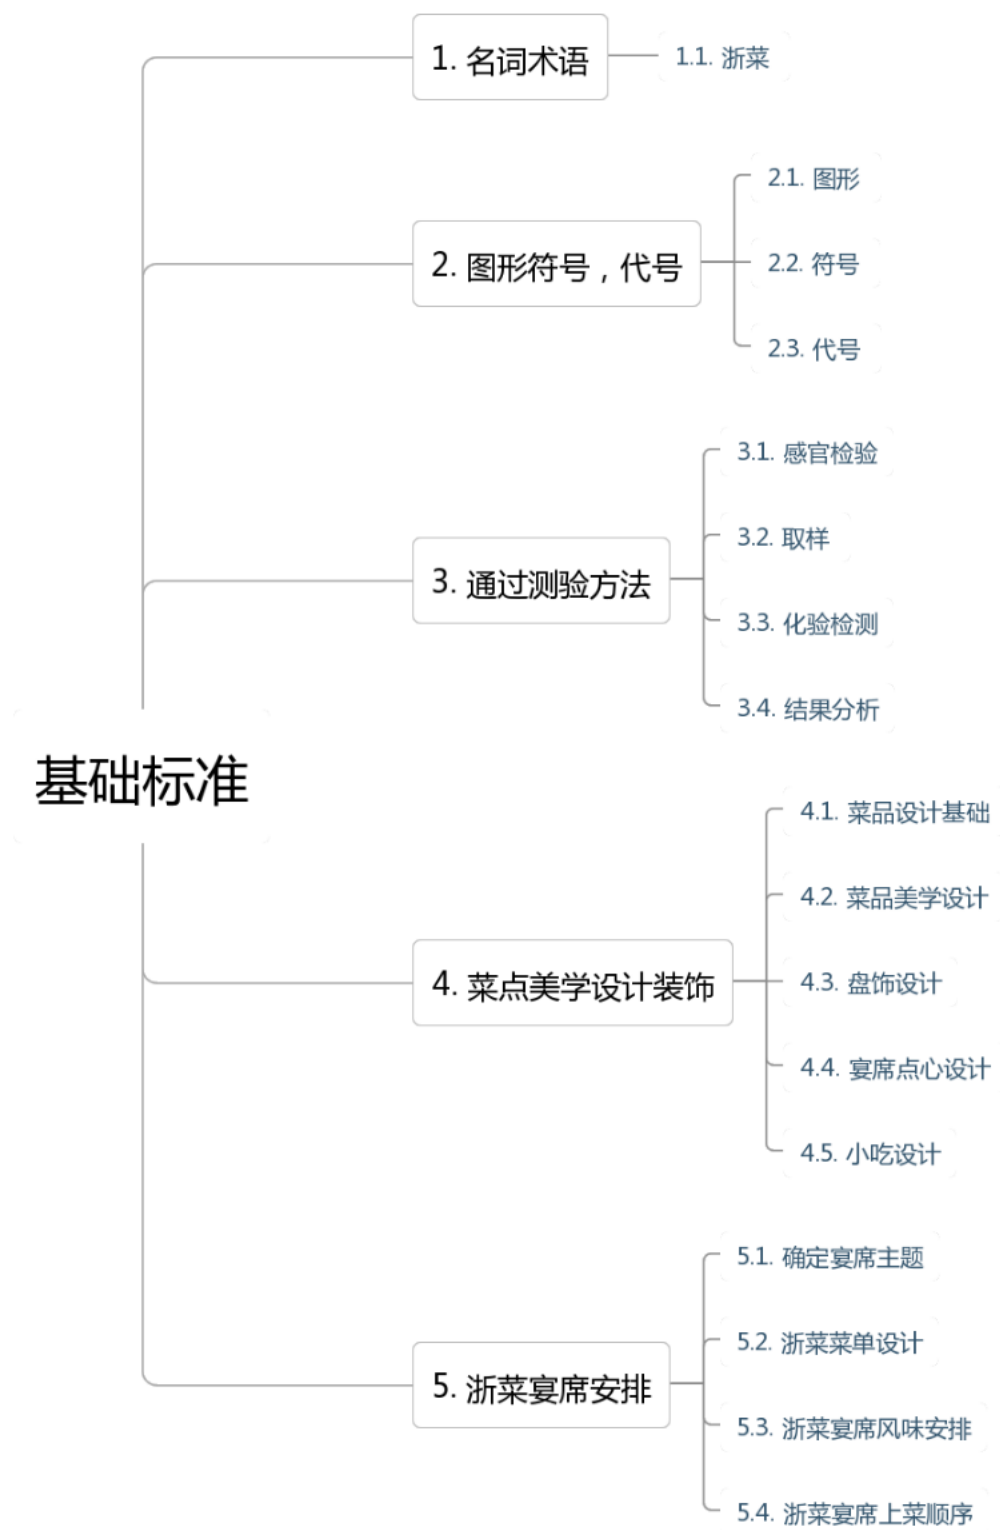 1. 名词术语
1.1. 浙菜
2. 图形符号，代号
2.1. 图形
2.2. 符号
2.3. 代号
3. 通过测验方法
3.1. 感官检验
3.2. 取样
3.3. 化验检测
3.4. 结果分析
基础标准
4. 菜点美学设计装饰
4.1. 菜品设计基础
4.2. 菜品美学设计
4.3. 盘饰设计
4.4. 宴席点心设计
4.5. 小吃设计
5. 浙菜宴席安排
5.1. 确定宴席主题
5.2. 浙菜菜单设计
5.3. 浙菜宴席风味安排
5.4. 浙菜宴席上菜顺序